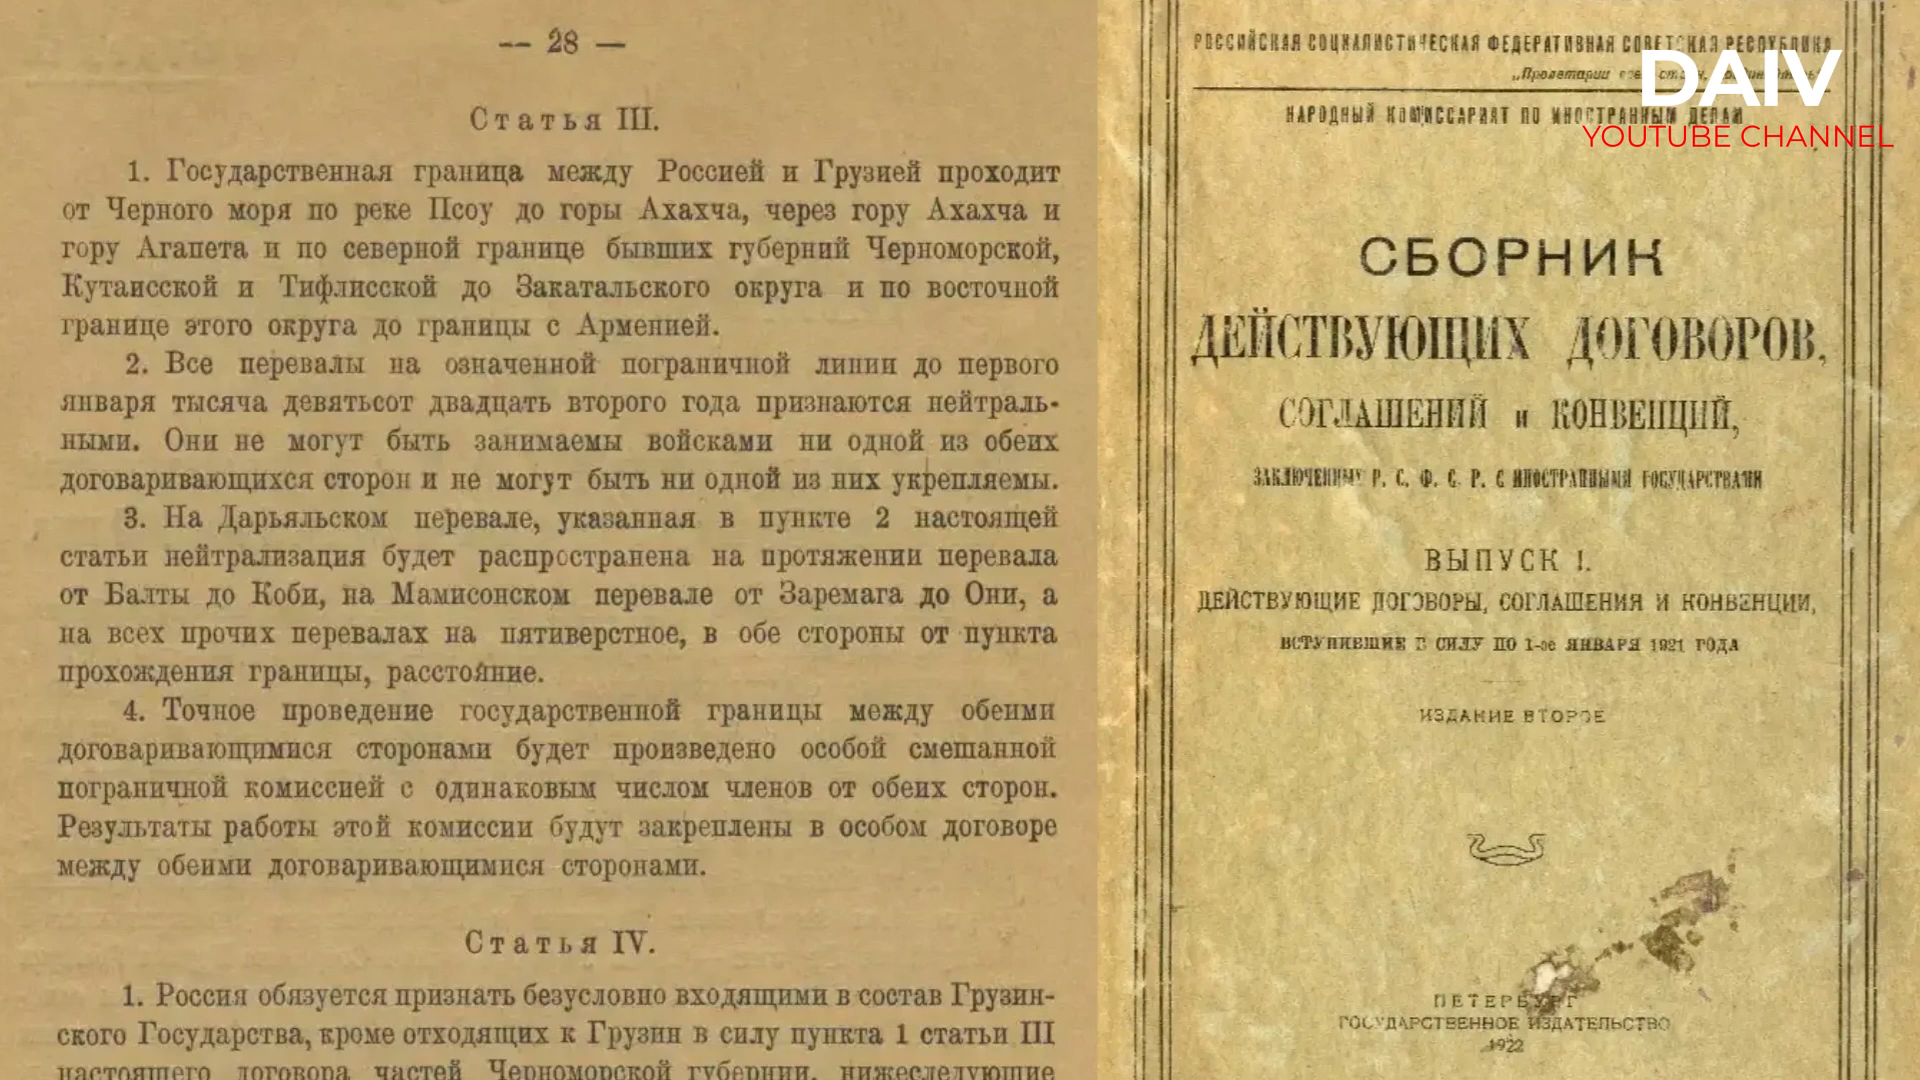 — 28 —
Статья III.
1. Государственная граница между Россией и Грузией проходит
от Черного моря по реке Псоу до горы Ахахча, через гору Ахахча и
гору Агапета и по северной границе бывших губерний Черноморской,
Кутаисской и Тифлисской до Закатальского округа и по восточной
границе этого округа до границы с Арменией.
2. Все перевалы на означенной пограничной линии до первого
января тысяча девятьсот двадцать второго года признаются нейтраль-
ными. Они не могут быть занимаемы войсками ни одной из обеих
договаривающихся сторон и не могут быть ни одной из них укрепляемы.
3. На Дарьяльском перевале, указанная в пункте 2 настоящей
статьи нейтрализация будет распространена на протяжении перевала
от Балты до Коби, на Мамисонском перевале от Заремага до Они, а
на всех прочих перевалах на пятиверстное, в обе стороны от пункта
прохождения границы, расстояние.
4. Точное проведение государственной границы между обеими
договаривающимися сторонами будет произведено особой смешанной
пограничной комиссией с одинаковым числом членов от обеих сторон.
Результаты работы этой комиссии будут закреплены в особом договоре
между обеими договаривающимися сторонами.
Статья IV.
1. Россия обязуется признать безусловно входящими в состав Грузин-
ского Государства, кроме отходящих к Грузии в силу пункта 1 статьи III
настоящего договора частей Черноморской губернии, нижеследующие
РОССИЙСКАЯ СОЦИАЛИСТИЧЕСКАЯ ФЕДЕРАТИВНАЯ СОВЕТСКАЯ РЕСПУБЛИКА
„Пролетарии
НАРОДНЫЙ КОМИССАРИАТ ПО ИНОСТРАННЫМ ДЕЛАМ
DAIV
YOUTUBE CHANNEL
СБОРНИК
ДЕЙСТВУЮЩИХ ДОГОВОРОВ,
СОГЛАШЕНИЙ и КОНВЕНЦИЙ,
ЗАКЛЮЧЕННЫХ Р. С. Ф. С. Р. С ИНОСТРАННЫМИ ГОСУДАРСТВАМИ
ВЫПУСК I.
ДЕЙСТВУЮЩИЕ ДОГОВОРЫ, СОГЛАШЕНИЯ И КОНВЕНЦИИ,
ВСТУПИВШИЕ В СИЛУ ПО 1-ое ЯНВАРЯ 1921 ГОДА
ИЗДАНИЕ ВТОРОЕ
ПЕТЕРБУРГ
ГОСУДАРСТВЕННОЕ ИЗДАТЕЛЬСТВО
1922